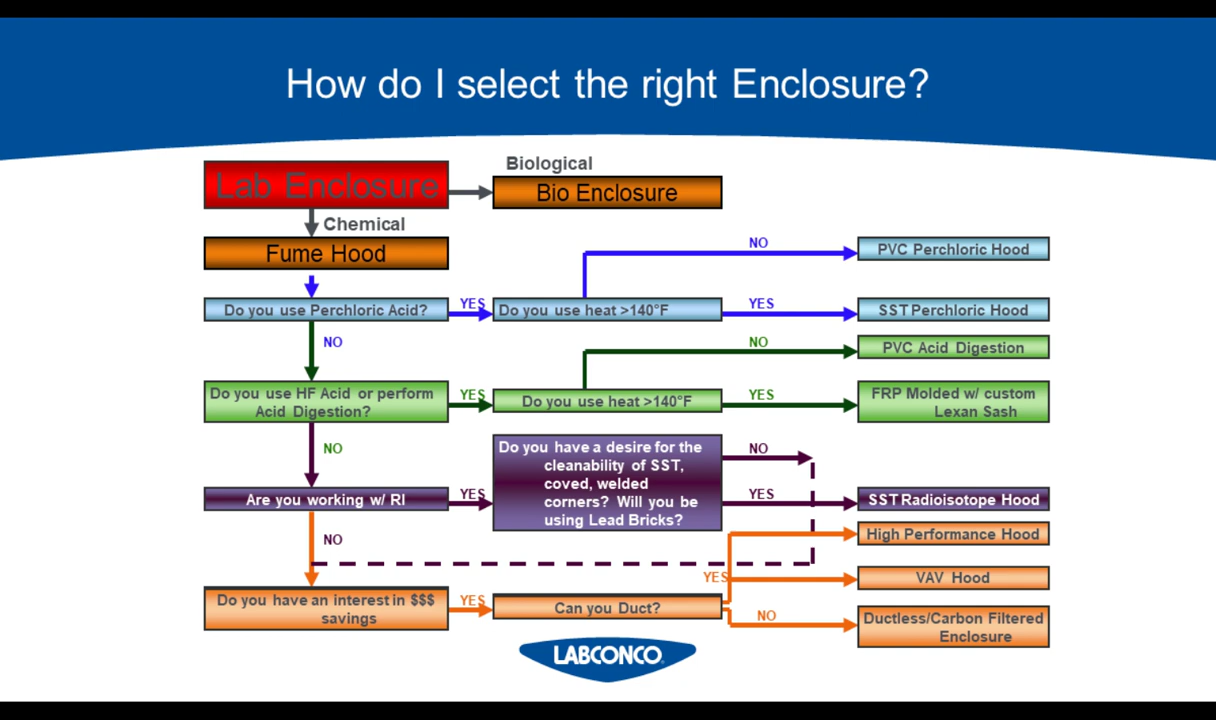 How do I select the right Enclosure?
Biological
Lab Enclosure
Bio Enclosure
Chemical
Fume Hood
NO
PVC Perchloric Hood
Do you use Perchloric Acid?
YES
Do you use heat >140°F
YES
SST Perchloric Hood
NO
NO
PVC Acid Digestion
Do you use HF Acid or perform
Acid Digestion?
YES
Do you use heat >140°F
YES
FRP Molded w/ custom
Lexan Sash
NO
Do you have a desire for the
cleanability of SST,
coved, welded
corners? Will you be
using Lead Bricks?
NO
Are you working w/ RI
YES
YES
SST Radioisotope Hood
NO
High Performance Hood
YES
VAV Hood
Do you have an interest in $$$
savings
YES
Can you Duct?
NO
Ductless/Carbon Filtered
Enclosure
LABCONCO